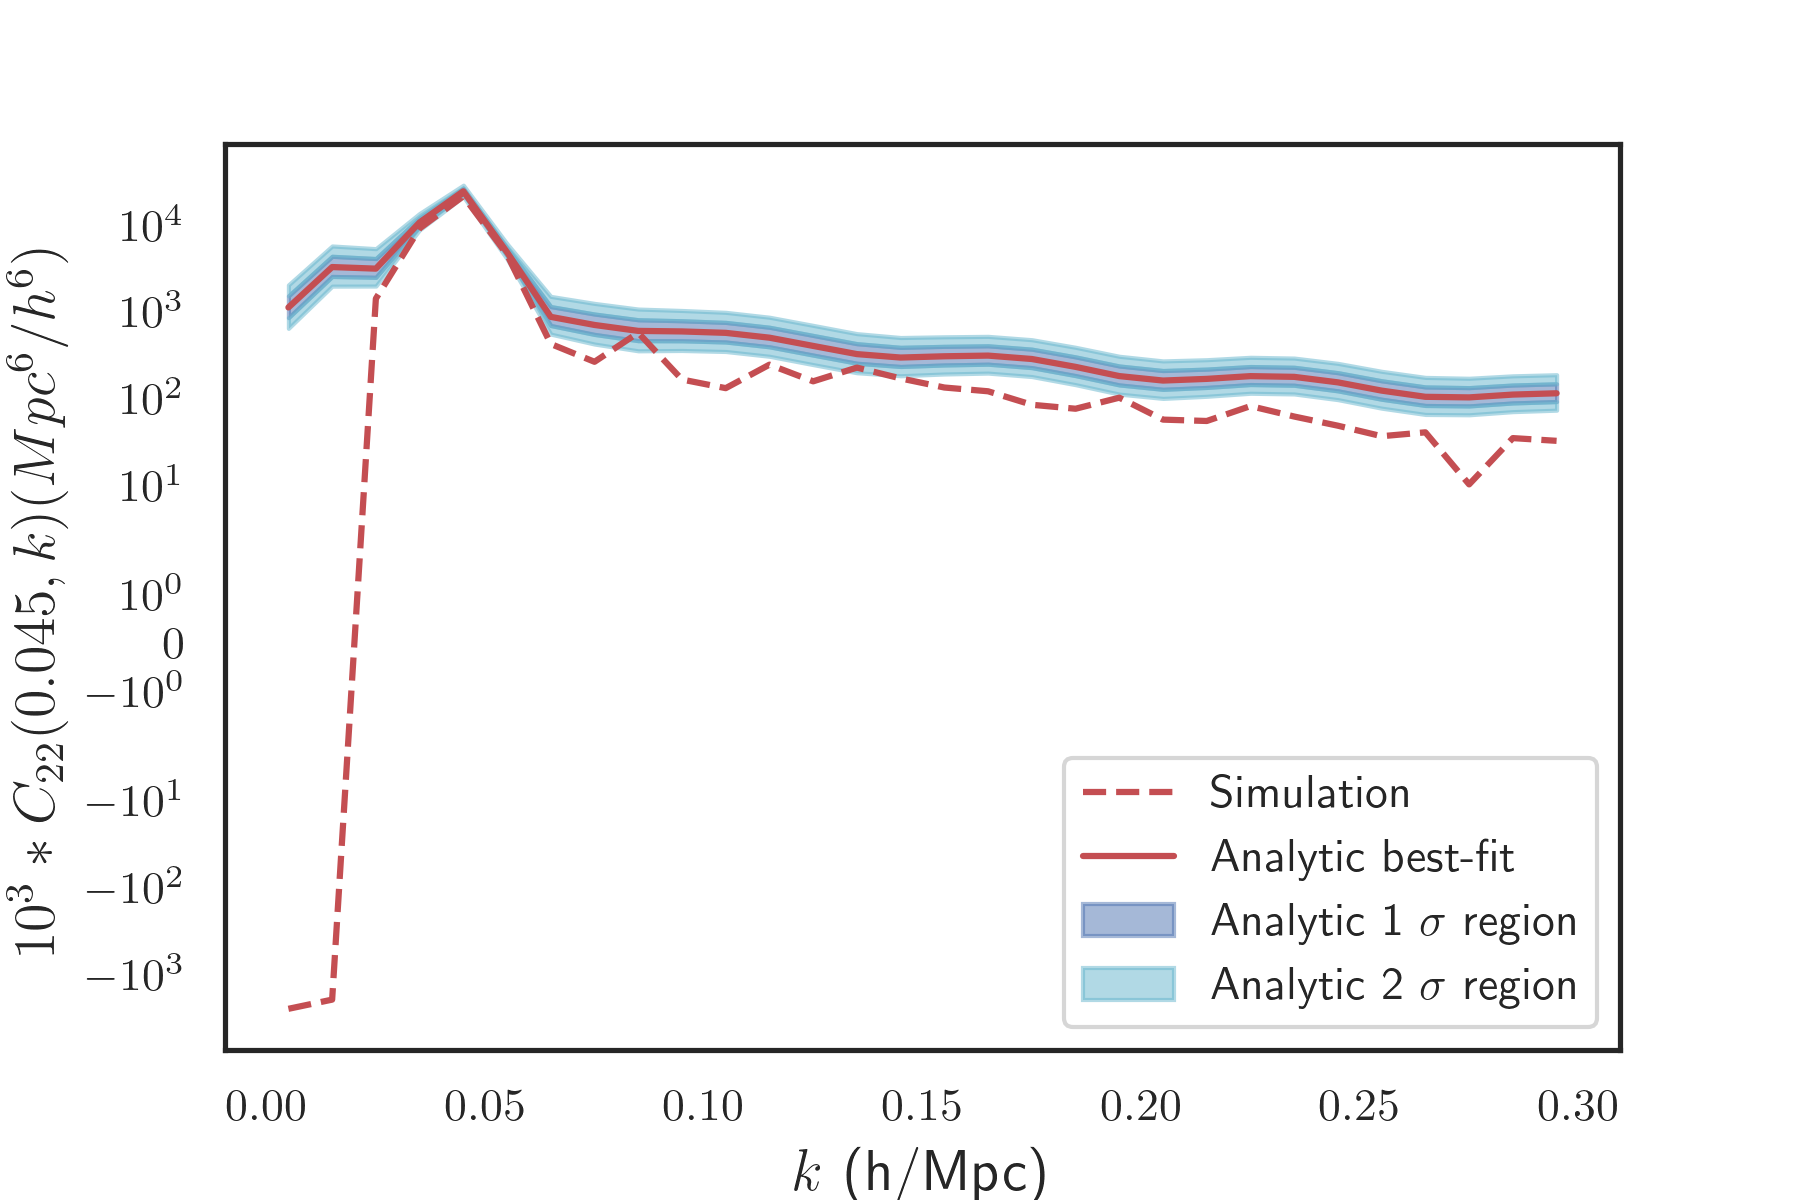 10^3 * C_22(0.045, k)(Mpc^6/h^6)
10^4
10^3
10^2
10^1
10^0
0
−10^0
−10^1
−10^2
−10^3
Simulation
Analytic best-fit
Analytic 1 σ region
Analytic 2 σ region
0.00 0.05 0.10 0.15 0.20 0.25 0.30
k (h/Mpc)